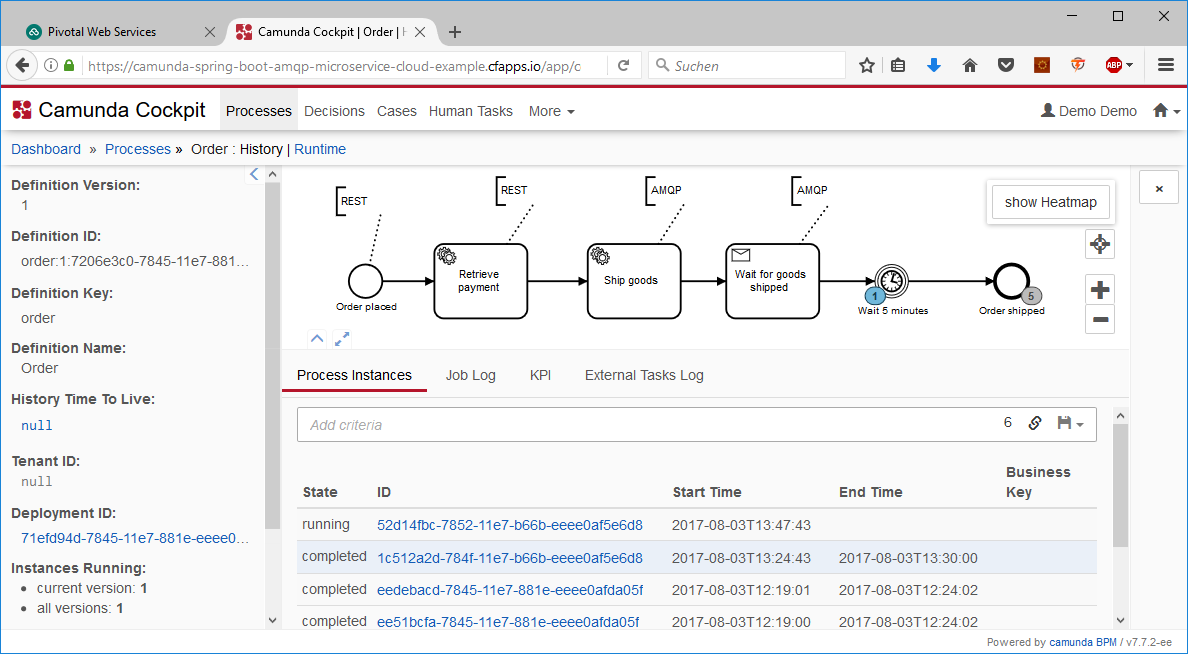 Pivotal Web Services
Camunda Cockpit | Order | H
https://camunda-spring-boot-amqp-microservice-cloud-example.cfapps.io/app/c
Suchen
ABP
Camunda Cockpit
Processes
Decisions
Cases
Human Tasks
More
Demo Demo
Dashboard » Processes » Order : History | Runtime
Definition Version:
1
Definition ID:
order:1:7206e3c0-7845-11e7-881...
Definition Key:
order
Definition Name:
Order
History Time To Live:
null
Tenant ID:
null
Deployment ID:
71efd94d-7845-11e7-881e-eeee0...
Instances Running:
• current version: 1
• all versions: 1
REST
REST
AMQP
AMQP
show Heatmap
×
Order placed
Retrieve
payment
Ship goods
Wait for goods
shipped
1
Wait 5 minutes
5
Order shipped
Process Instances
Job Log
KPI
External Tasks Log
Add criteria
6
State ID Start Time End Time Business
Key
running 52d14fbc-7852-11e7-b66b-eeee0af5e6d8 2017-08-03T13:47:43
completed 1c512a2d-784f-11e7-b66b-eeee0af5e6d8 2017-08-03T13:24:43 2017-08-03T13:30:00
completed eedebacd-7845-11e7-881e-eeee0afda05f 2017-08-03T12:19:01 2017-08-03T12:24:02
completed ee51bcfa-7845-11e7-881e-eeee0afda05f 2017-08-03T12:19:00 2017-08-03T12:24:02
Powered by camunda BPM / v7.7.2-ee